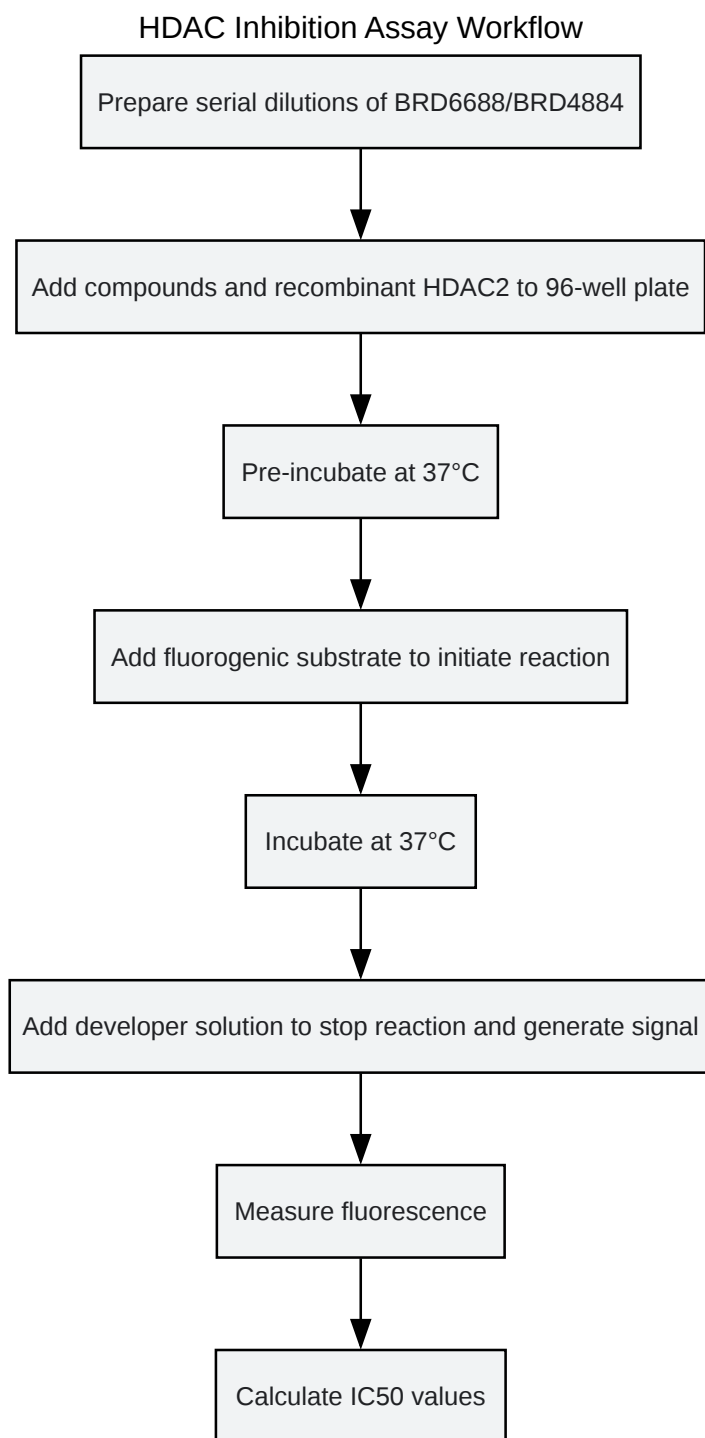 HDAC Inhibition Assay Workflow
Prepare serial dilutions of BRD6688/BRD4884
Add compounds and recombinant HDAC2 to 96-well plate
Pre-incubate at 37°C
Add fluorogenic substrate to initiate reaction
Incubate at 37°C
Add developer solution to stop reaction and generate signal
Measure fluorescence
Calculate IC50 values